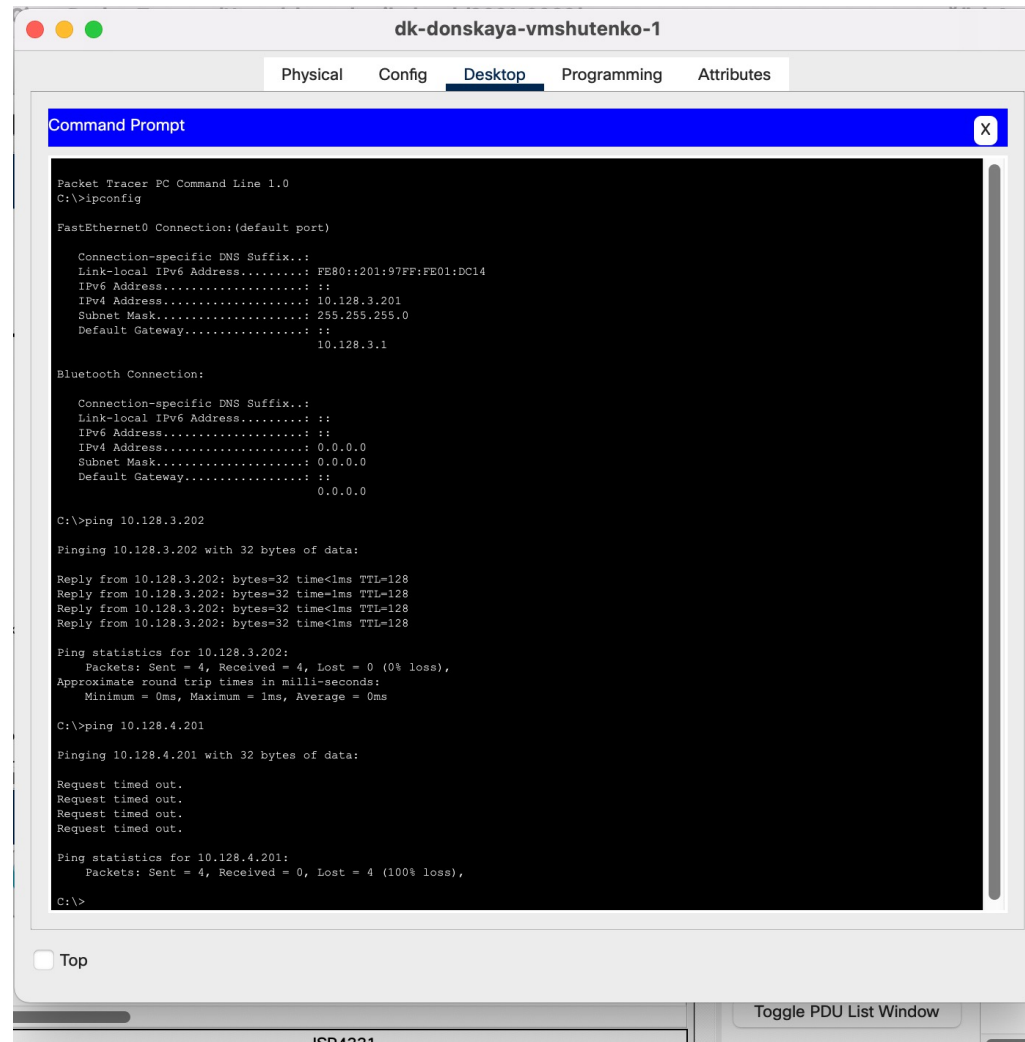 dk-donskaya-vmshutenko-1
Physical Config Desktop Programming Attributes
Command Prompt
X
Packet Tracer PC Command Line 1.0
C:\>ipconfig
FastEthernet0 Connection:(default port)
Connection-specific DNS Suffix..:
Link-local IPv6 Address.........: FE80::201:97FF:FE01:DC14
IPv6 Address....................: ::
IPv4 Address....................: 10.128.3.201
Subnet Mask.....................: 255.255.255.0
Default Gateway.................: ::
10.128.3.1
Bluetooth Connection:
Connection-specific DNS Suffix..:
Link-local IPv6 Address.........: ::
IPv6 Address....................: ::
IPv4 Address....................: 0.0.0.0
Subnet Mask.....................: 0.0.0.0
Default Gateway.................: ::
0.0.0.0
C:\>ping 10.128.3.202
Pinging 10.128.3.202 with 32 bytes of data:
Reply from 10.128.3.202: bytes=32 time<1ms TTL=128
Reply from 10.128.3.202: bytes=32 time=1ms TTL=128
Reply from 10.128.3.202: bytes=32 time<1ms TTL=128
Reply from 10.128.3.202: bytes=32 time<1ms TTL=128
Ping statistics for 10.128.3.202:
Packets: Sent = 4, Received = 4, Lost = 0 (0% loss),
Approximate round trip times in milli-seconds:
Minimum = 0ms, Maximum = 1ms, Average = 0ms
C:\>ping 10.128.4.201
Pinging 10.128.4.201 with 32 bytes of data:
Request timed out.
Request timed out.
Request timed out.
Request timed out.
Ping statistics for 10.128.4.201:
Packets: Sent = 4, Received = 0, Lost = 4 (100% loss),
C:\>
Top
Toggle PDU List Window